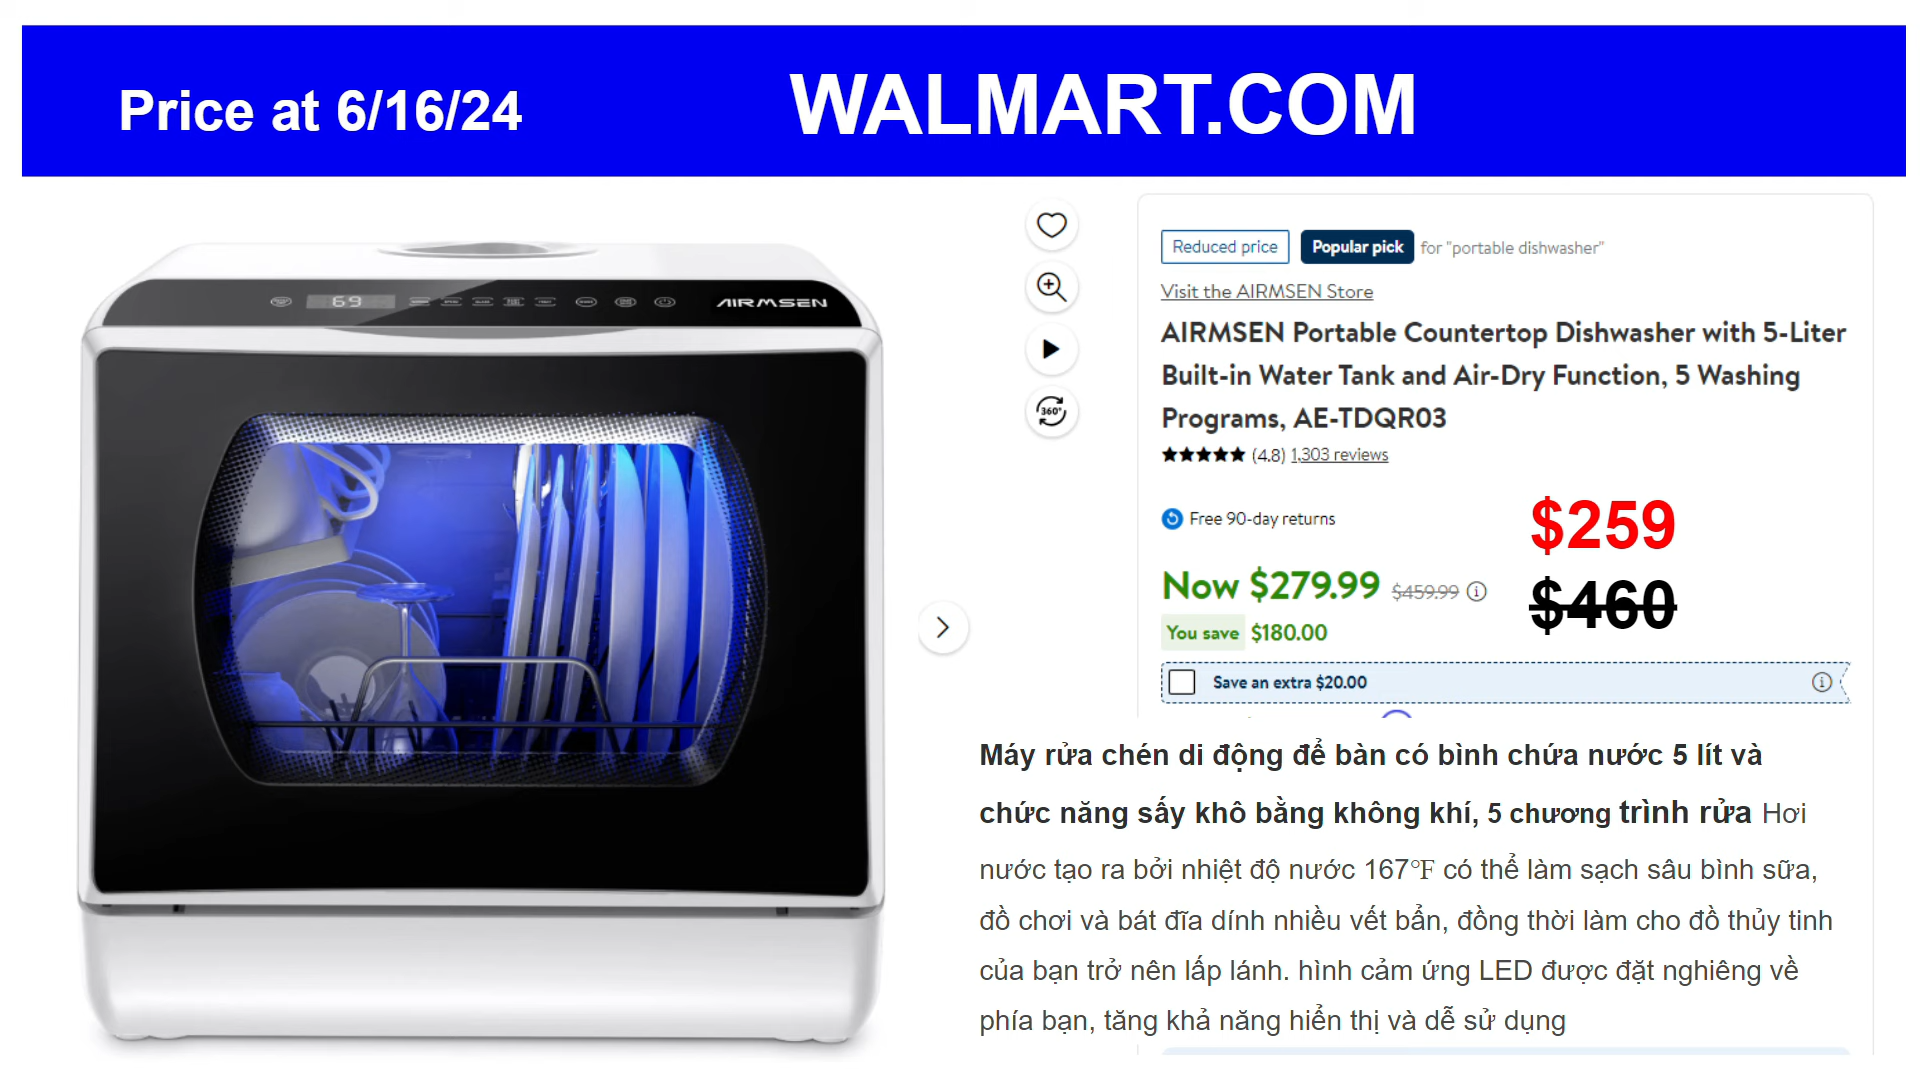 Price at 6/16/24
WALMART.COM
69
AIRMSEN
360°
Reduced price
Popular pick
for "portable dishwasher"
Visit the AIRMSEN Store
AIRMSEN Portable Countertop Dishwasher with 5-Liter
Built-in Water Tank and Air-Dry Function, 5 Washing
Programs, AE-TDQR03
(4.8) 1,303 reviews
Free 90-day returns
$259
Now $279.99 $459.99
$460
You save $180.00
Save an extra $20.00
Máy rửa chén di động để bàn có bình chứa nước 5 lít và
chức năng sấy khô bằng không khí, 5 chương trình rửa Hơi
nước tạo ra bởi nhiệt độ nước 167℉ có thể làm sạch sâu bình sữa,
đồ chơi và bát đĩa dính nhiều vết bẩn, đồng thời làm cho đồ thủy tinh
của bạn trở nên lấp lánh. hình cảm ứng LED được đặt nghiêng về
phía bạn, tăng khả năng hiển thị và dễ sử dụng